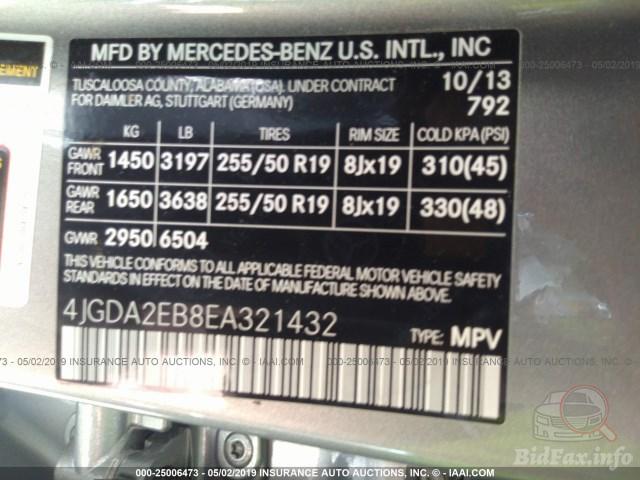 MFD BY MERCEDES-BENZ U.S. INTL., INC
TUSCALOOSA COUNTY, ALABAMA (USA). UNDER CONTRACT
FOR DAIMLER AG, STUTTGART (GERMANY)
10/13
792
KG LB TIRES RIM SIZE COLD KPA (PSI)
GAWR FRONT 1450 3197 255/50 R19 8Jx19 310(45)
GAWR REAR 1650 3638 255/50 R19 8Jx19 330(48)
GVWR 2950 6504
THIS VEHICLE CONFORMS TO ALL APPLICABLE FEDERAL MOTOR VEHICLE SAFETY
STANDARDS IN EFFECT ON THE DATE OF MANUFACTURE SHOWN ABOVE.
4JGDA2EB8EA321432
TYPE: MPV
000-25006473 - 05/02/2019 INSURANCE AUTO AUCTIONS, INC. - IAAI.COM
BidFax.info